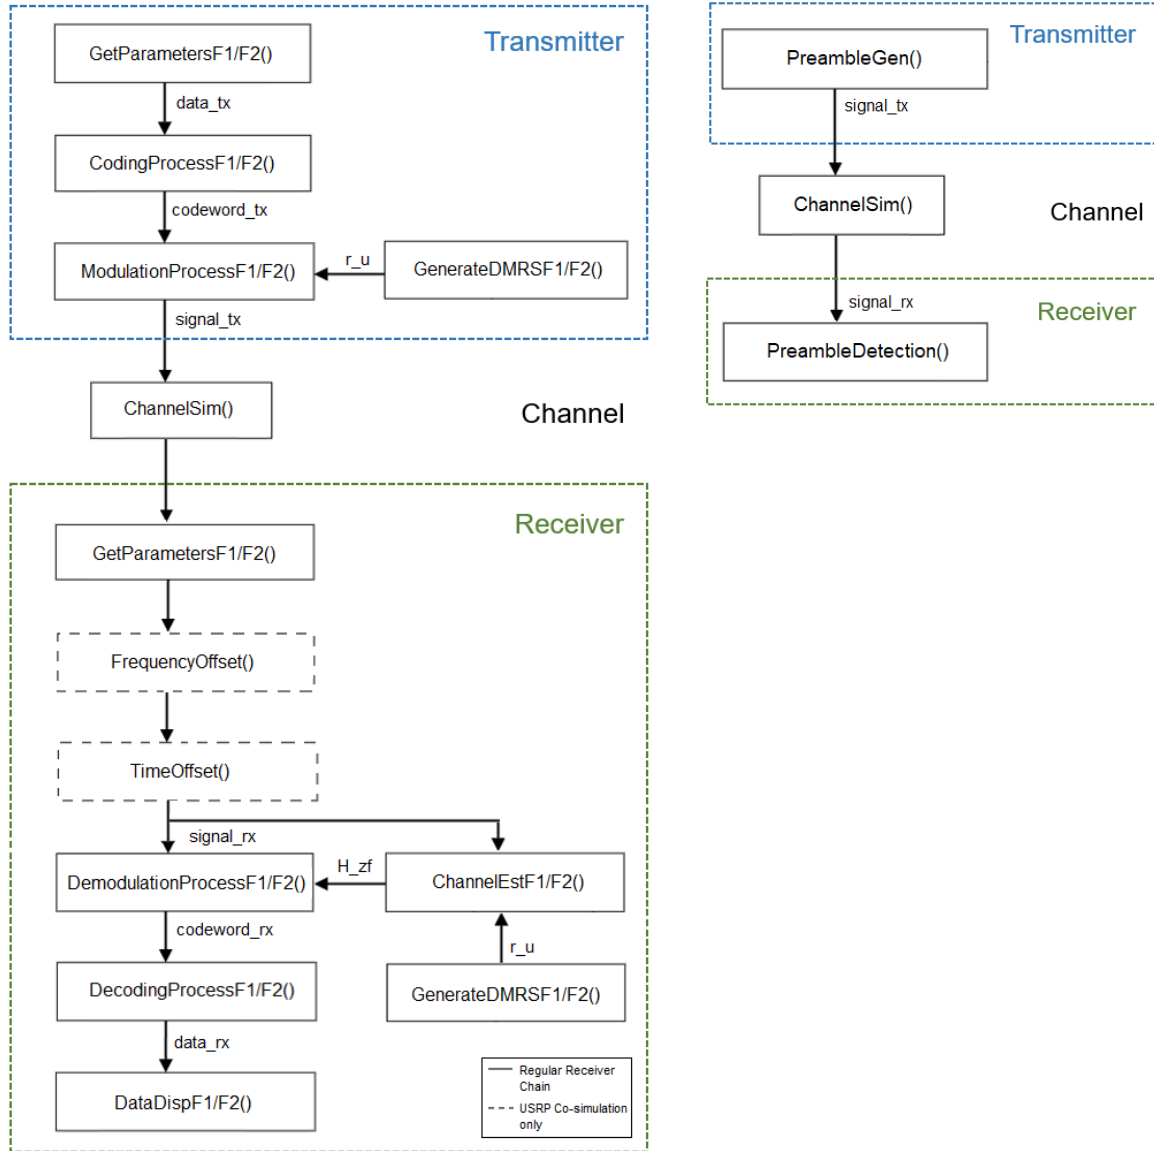 Transmitter
GetParametersF1/F2()
data_tx
CodingProcessF1/F2()
codeword_tx
ModulationProcessF1/F2()
r_u
GenerateDMRSF1/F2()
signal_tx
ChannelSim()
Channel
Receiver
GetParametersF1/F2()
FrequencyOffset()
TimeOffset()
signal_rx
DemodulationProcessF1/F2()
H_zf
ChannelEstF1/F2()
codeword_rx
r_u
DecodingProcessF1/F2()
GenerateDMRSF1/F2()
data_rx
DataDispF1/F2()
Regular Receiver
Chain
USRP Co-simulation
only
Transmitter
PreambleGen()
signal_tx
ChannelSim()
Channel
signal_rx
Receiver
PreambleDetection()